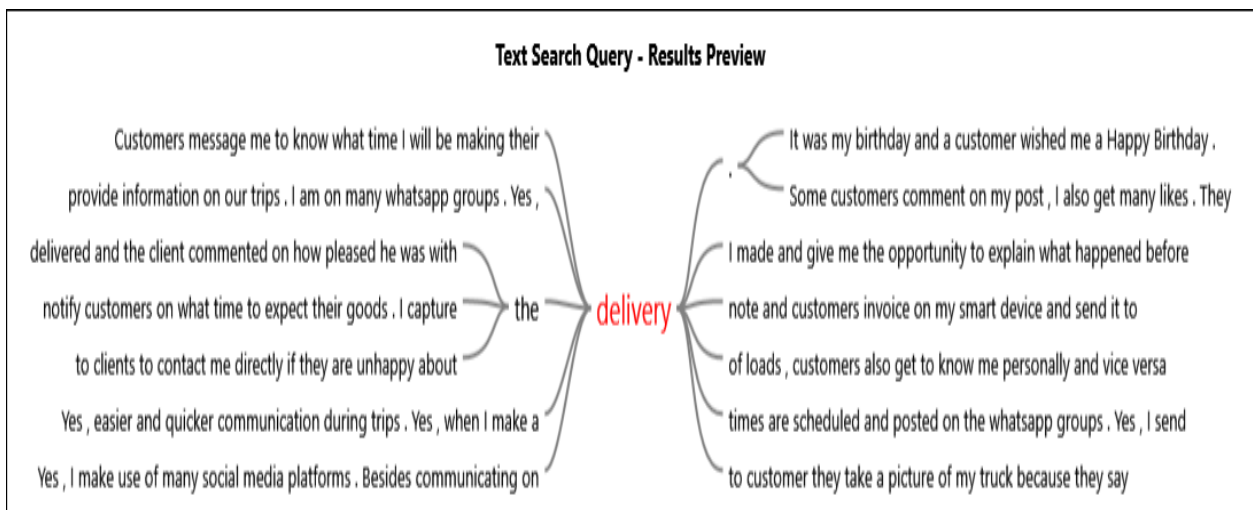 Text Search Query - Results Preview
Customers message me to know what time I will be making their
provide information on our trips . I am on many whatsapp groups . Yes ,
delivered and the client commented on how pleased he was with
notify customers on what time to expect their goods . I capture
to clients to contact me directly if they are unhappy about
the
Yes , easier and quicker communication during trips . Yes , when I make a
Yes , I make use of many social media platforms . Besides communicating on
delivery
.
It was my birthday and a customer wished me a Happy Birthday .
Some customers comment on my post , I also get many likes . They
I made and give me the opportunity to explain what happened before
note and customers invoice on my smart device and send it to
of loads , customers also get to know me personally and vice versa
times are scheduled and posted on the whatsapp groups . Yes , I send
to customer they take a picture of my truck because they say